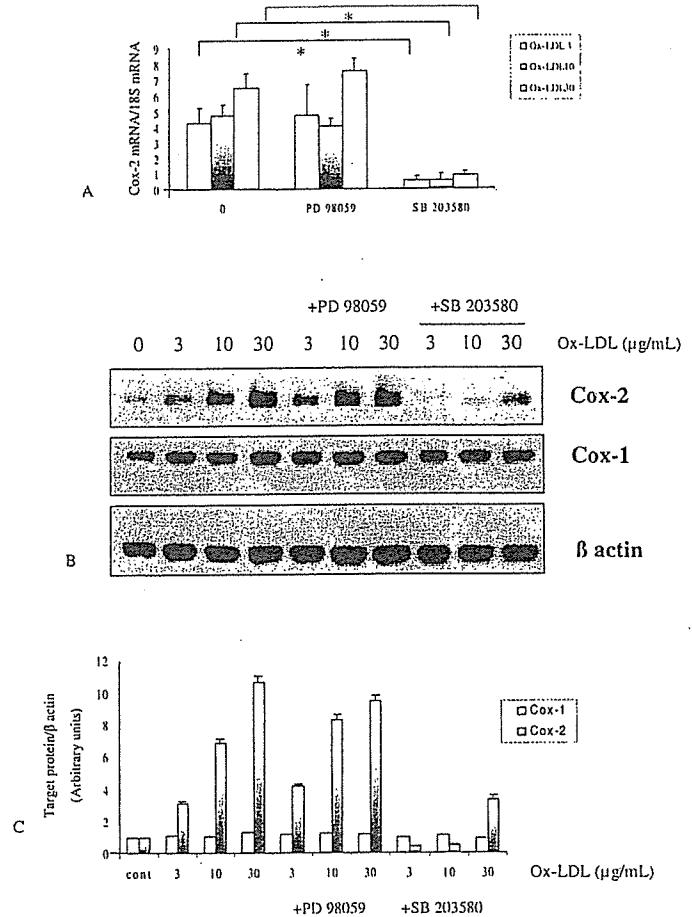 *
*
*
Cox-2 mRNA/18S mRNA
9
8
7
6
5
4
3
2
1
0
Ox-LDL 3
Ox-LDL10
Ox-LDL30
A
0 PD 98059 SB 203580
+PD 98059 +SB 203580
0 3 10 30 3 10 30 3 10 30 Ox-LDL (µg/mL)
Cox-2
Cox-1
B
ß actin
Target protein/β actin
(Arbitrary units)
12
10
8
6
4
2
0
Cox-1
Cox-2
C
cont 3 10 30 3 10 30 3 10 30 Ox-LDL (µg/mL)
+PD 98059 +SB 203580